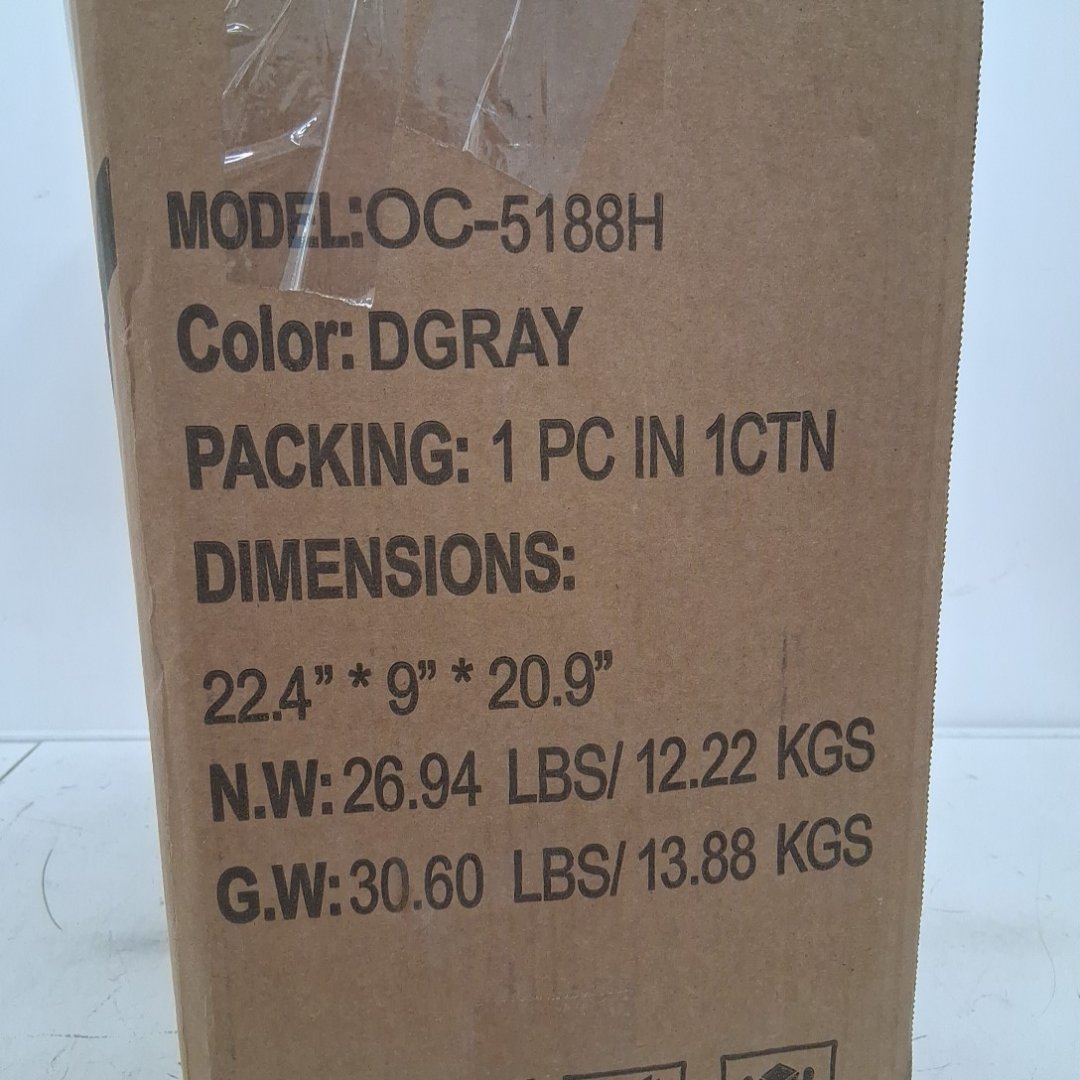 MODEL:OC-5188H
Color: DGRAY
PACKING: 1 PC IN 1CTN
DIMENSIONS:
22.4” * 9” * 20.9”
N.W: 26.94 LBS/ 12.22 KGS
G.W: 30.60 LBS/ 13.88 KGS